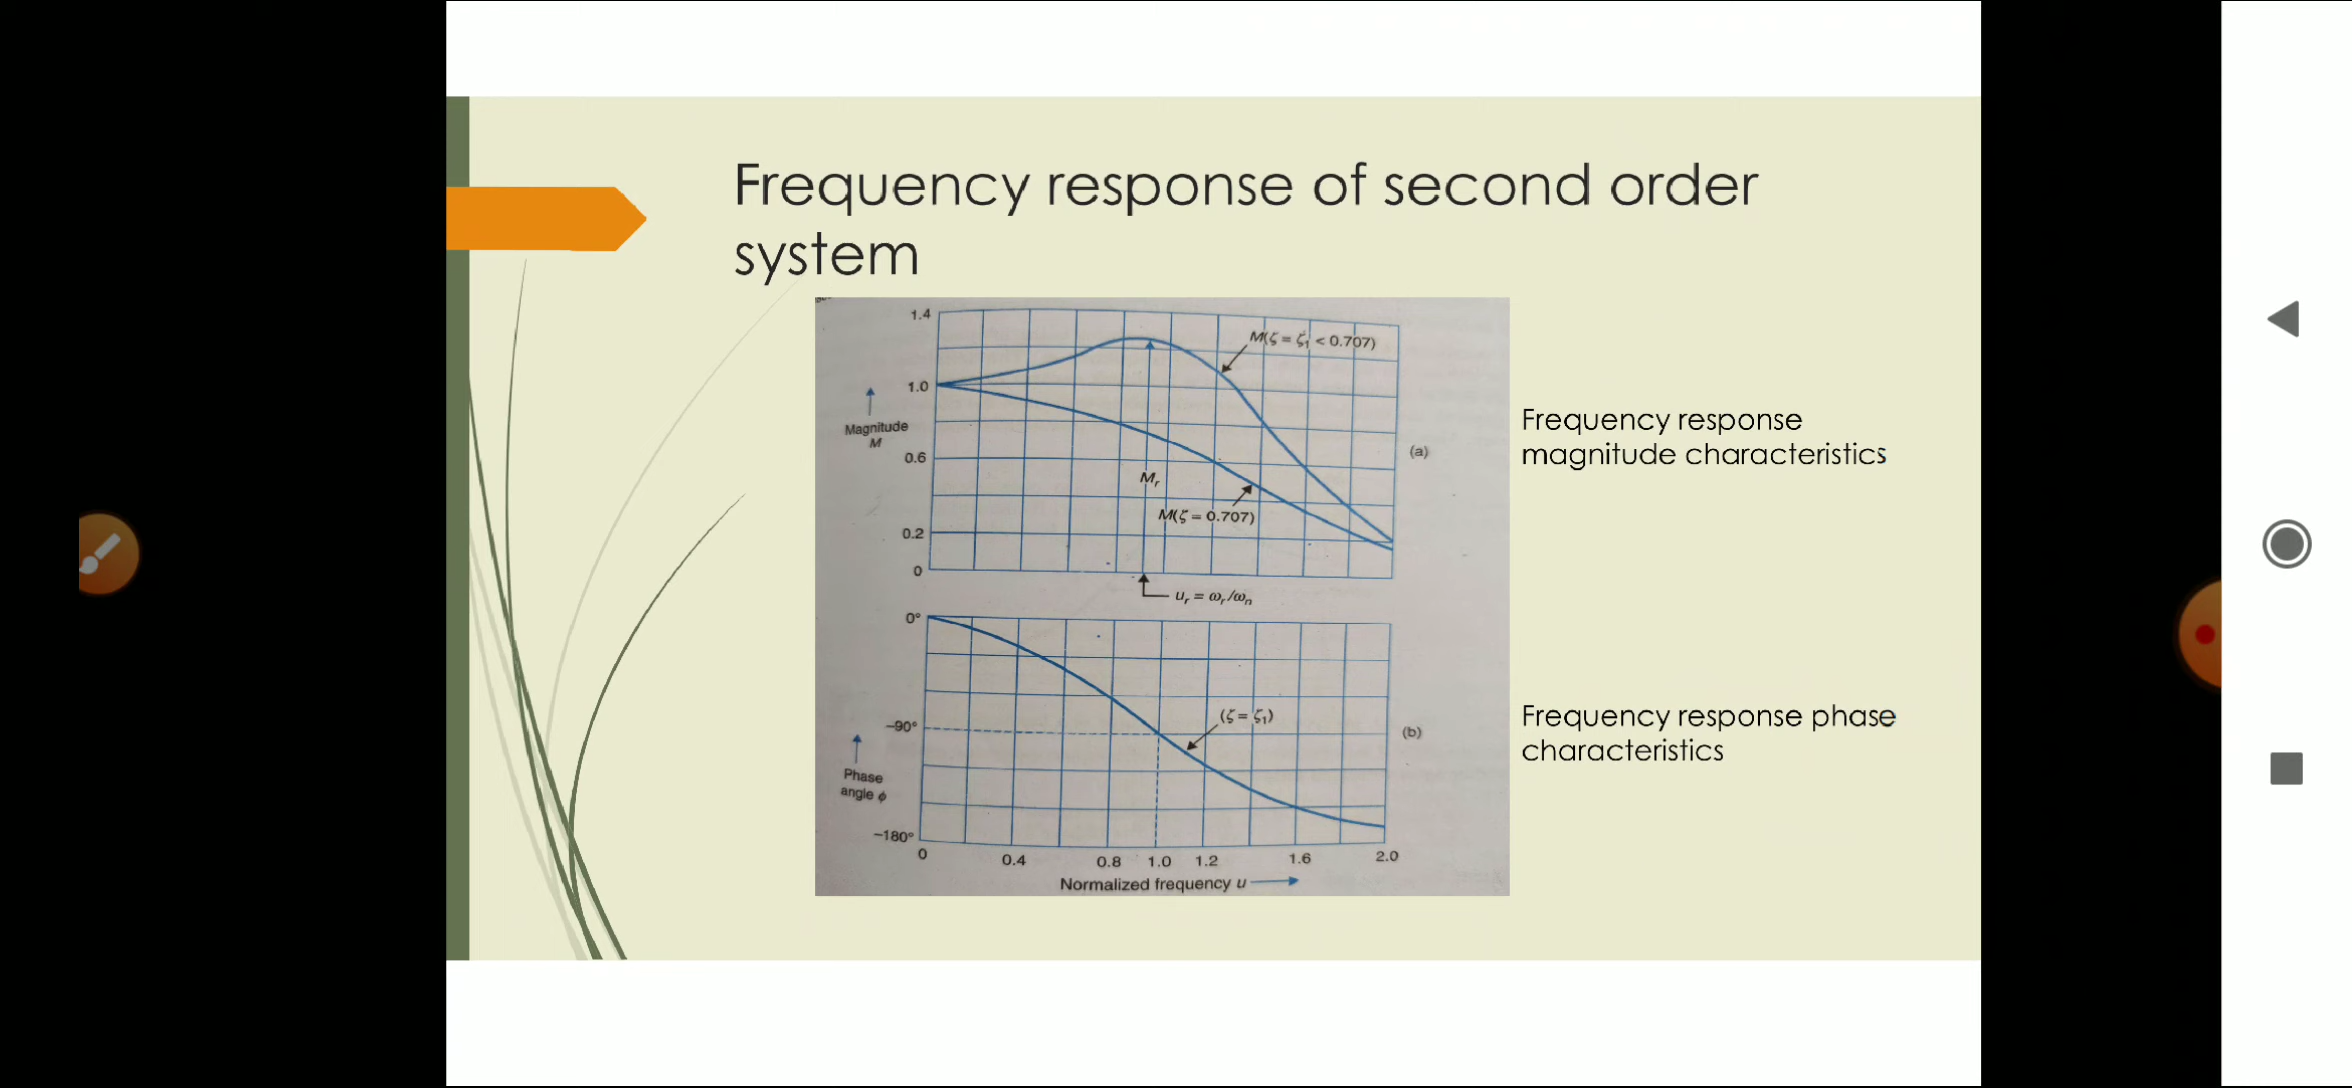 Frequency response of second order
system
1.4
M(ζ = ζ₁ < 0.707)
1.0
Magnitude
M
(a)
0.6
Mᵣ
M(ζ = 0.707)
0.2
0
uᵣ = ωᵣ/ωₙ
0°
(ζ = ζ₁)
−90°
(b)
Phase
angle ϕ
−180°
0 0.4 0.8 1.0 1.2 1.6 2.0
Normalized frequency u
Frequency response
magnitude characteristics
Frequency response phase
characteristics